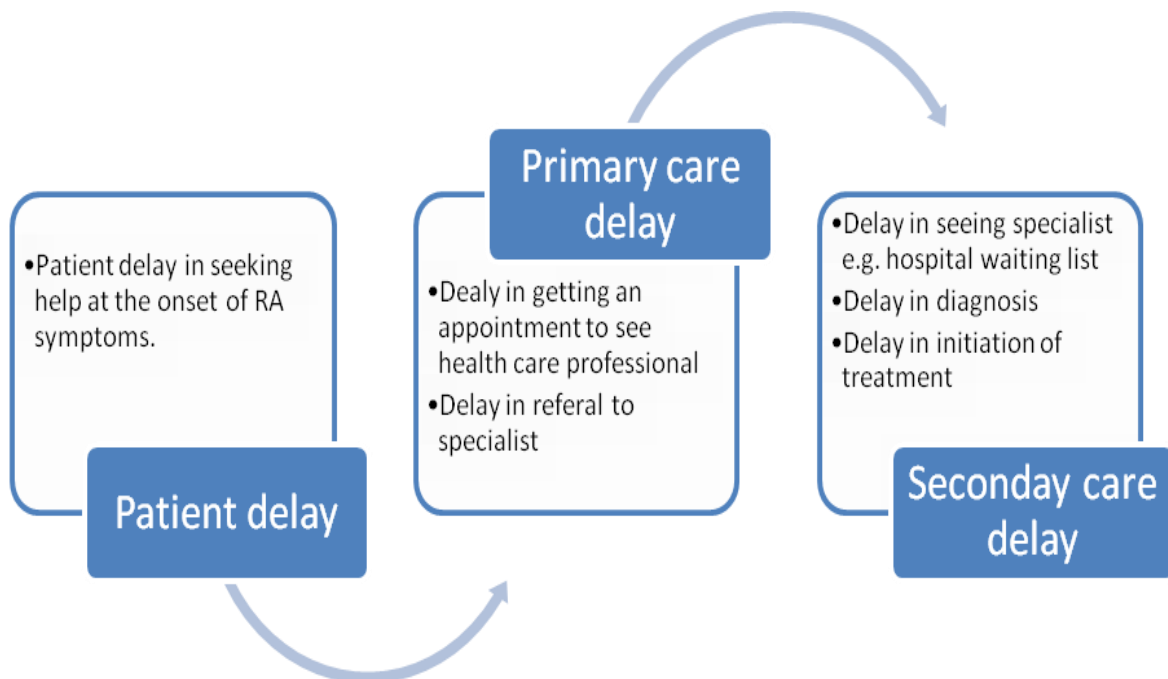 •Patient delay in seeking
help at the onset of RA
symptoms.
Patient delay
Primary care
delay
•Dealy in getting an
appointment to see
health care professional
•Delay in referal to
specialist
•Delay in seeing specialist
e.g. hospital waiting list
•Delay in diagnosis
•Delay in initiation of
treatment
Seconday care
delay